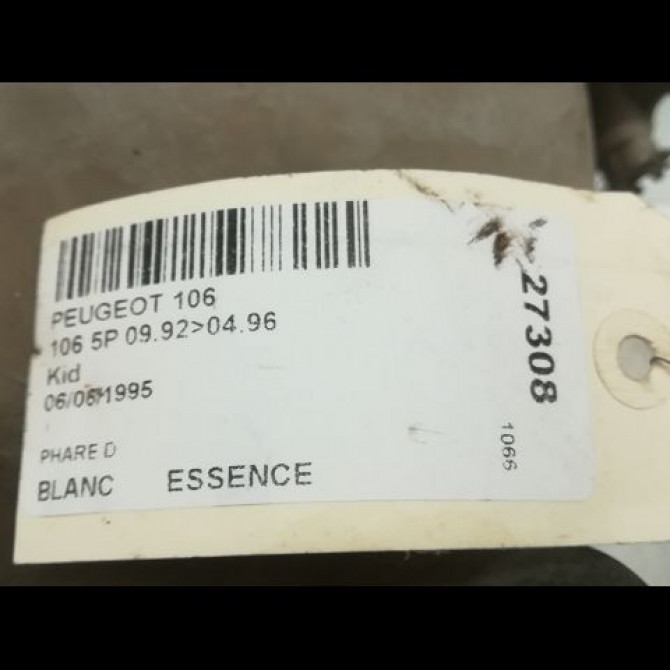 PEUGEOT 106
106 5P 09.92>04.96
Kid
06/06/1995
PHARE D
BLANC ESSENCE
27308
1066